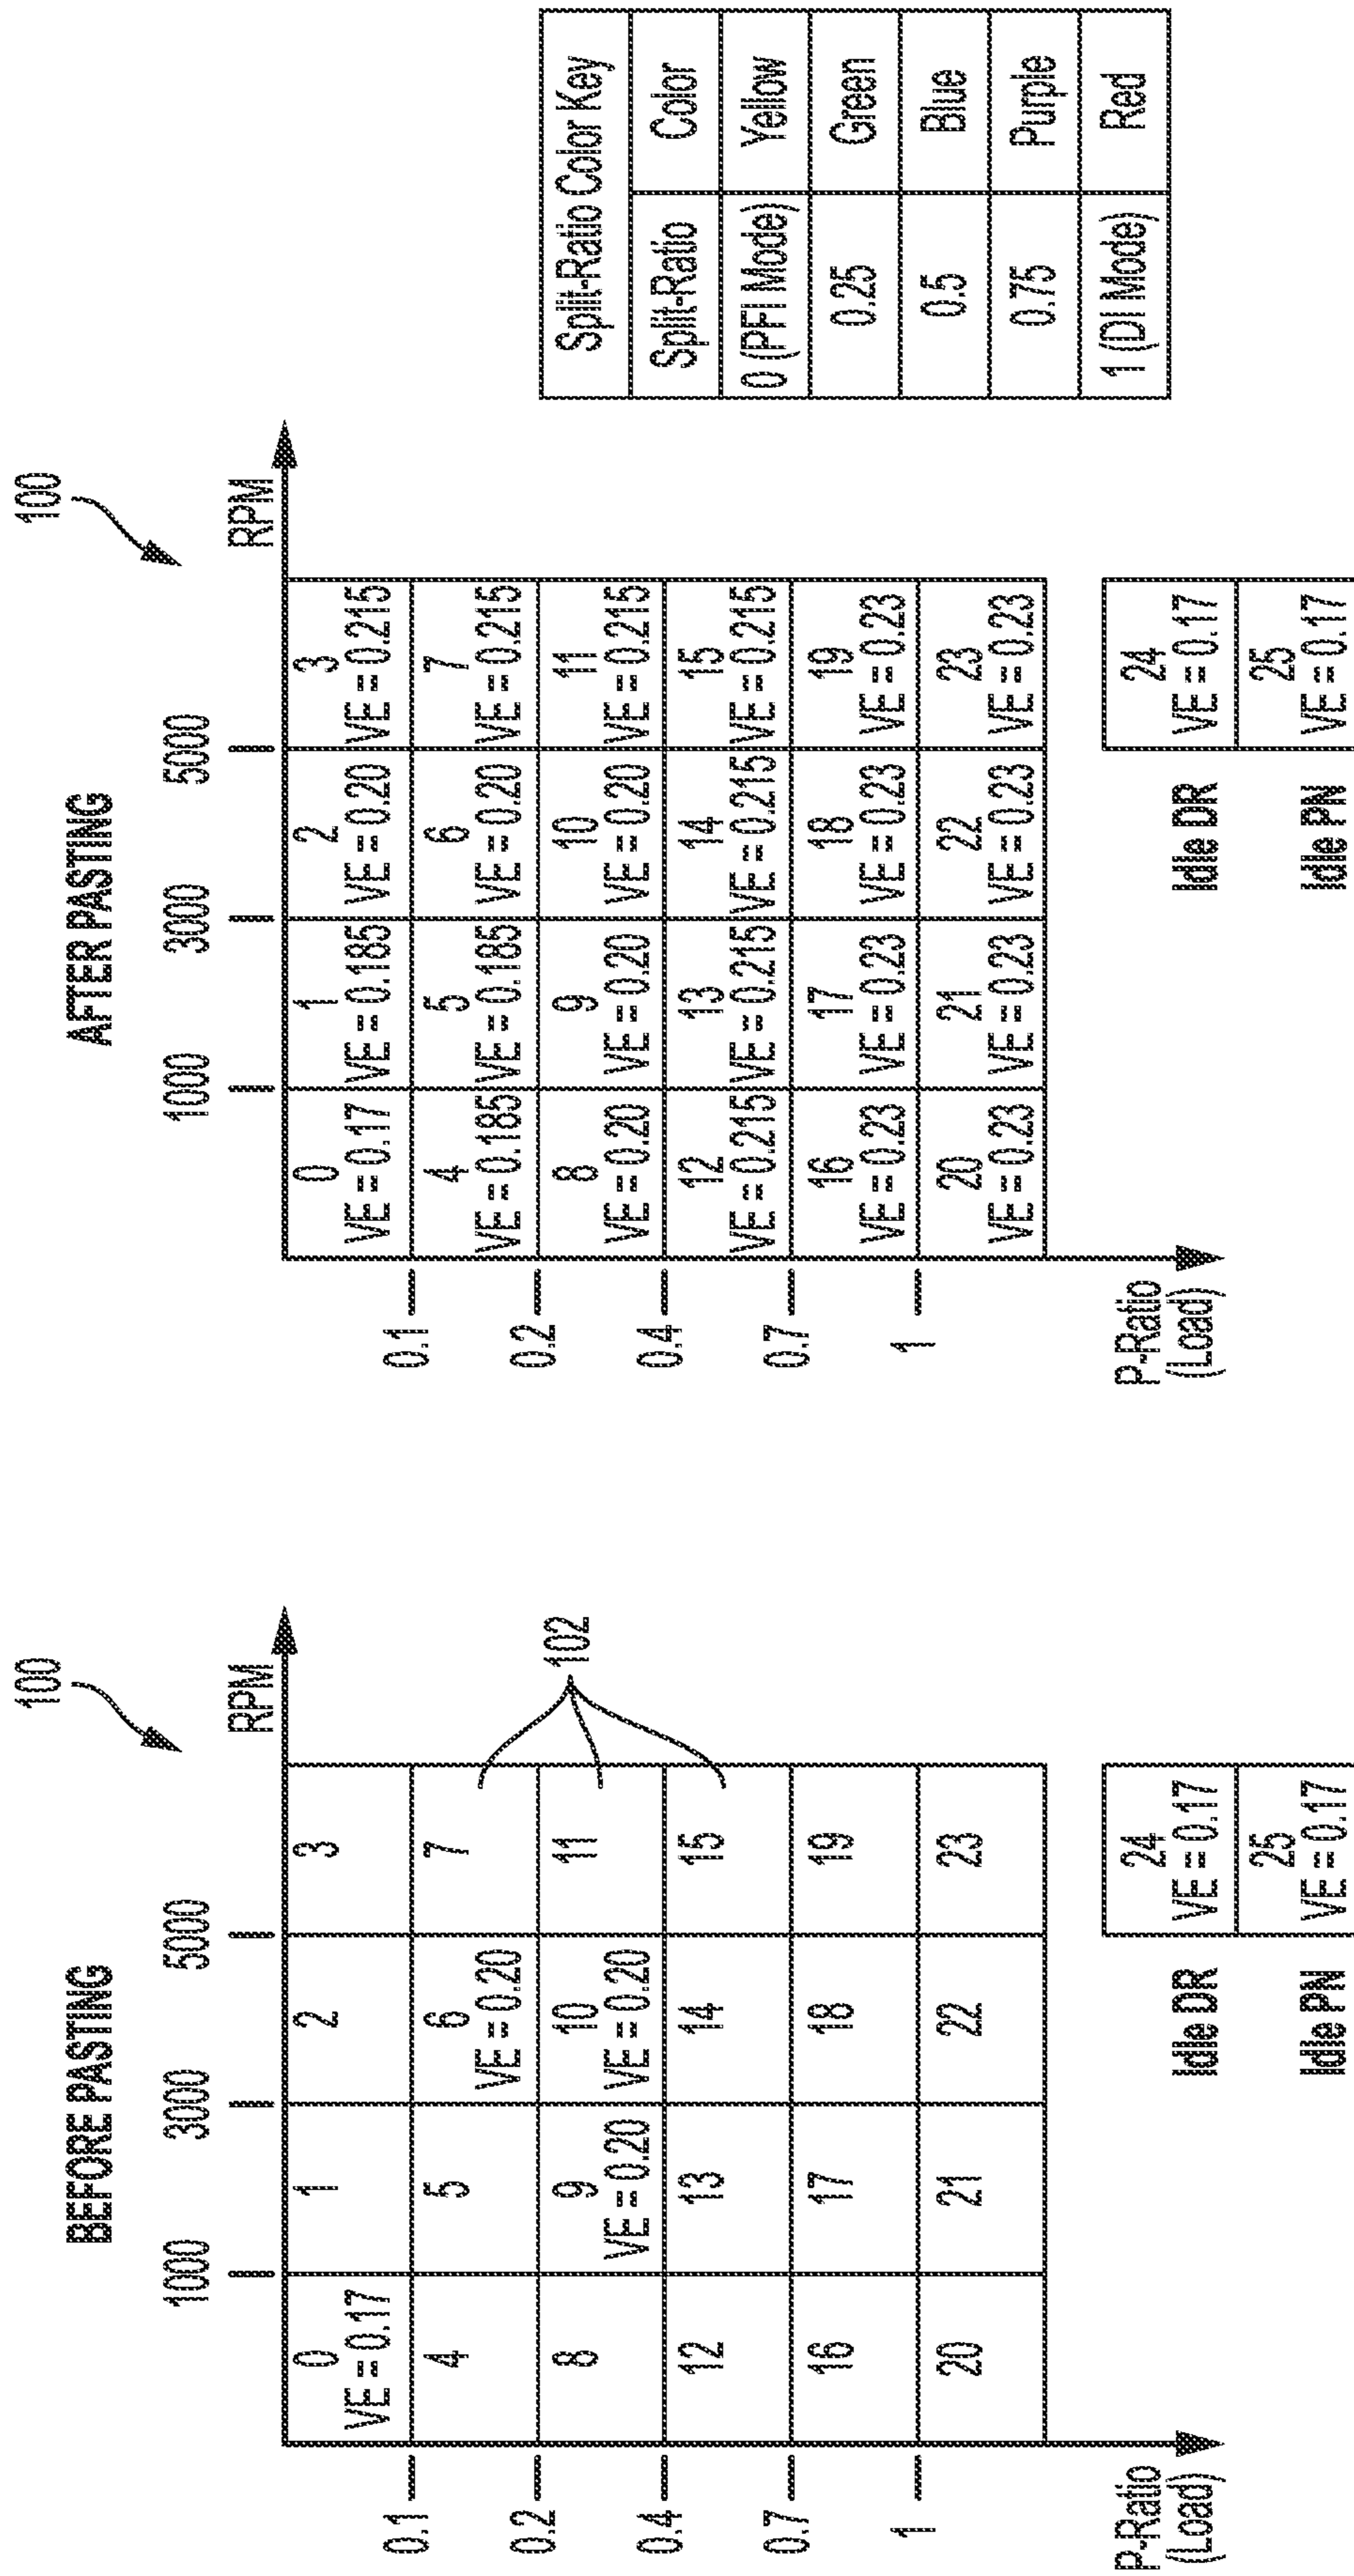 BEFORE PASTING
100
1000 3000 5000 RPM
0 1 2 3
VE = 0.17
0.1
4 5 6 7
VE = 0.20
0.2
102
8 9 10 11
VE = 0.20 VE = 0.20
0.4
12 13 14 15
0.7
16 17 18 19
1
20 21 22 23
P-Ratio
(Load)
Idle DR
24
VE = 0.17
Idle PN
25
VE = 0.17
AFTER PASTING
100
1000 3000 5000 RPM
0 1 2 3
VE = 0.17 VE = 0.185 VE = 0.20 VE = 0.215
0.1
4 5 6 7
VE = 0.185 VE = 0.185 VE = 0.20 VE = 0.215
0.2
8 9 10 11
VE = 0.20 VE = 0.20 VE = 0.20 VE = 0.215
0.4
12 13 14 15
VE = 0.215 VE = 0.215 VE = 0.215 VE = 0.215
0.7
16 17 18 19
VE = 0.23 VE = 0.23 VE = 0.23 VE = 0.23
1
20 21 22 23
VE = 0.23 VE = 0.23 VE = 0.23 VE = 0.23
P-Ratio
(Load)
Idle DR
24
VE = 0.17
Idle PN
25
VE = 0.17
Split-Ratio Color Key
Split-Ratio Color
0 (PFI Mode) Yellow
0.25 Green
0.5 Blue
0.75 Purple
1 (DI Mode) Red